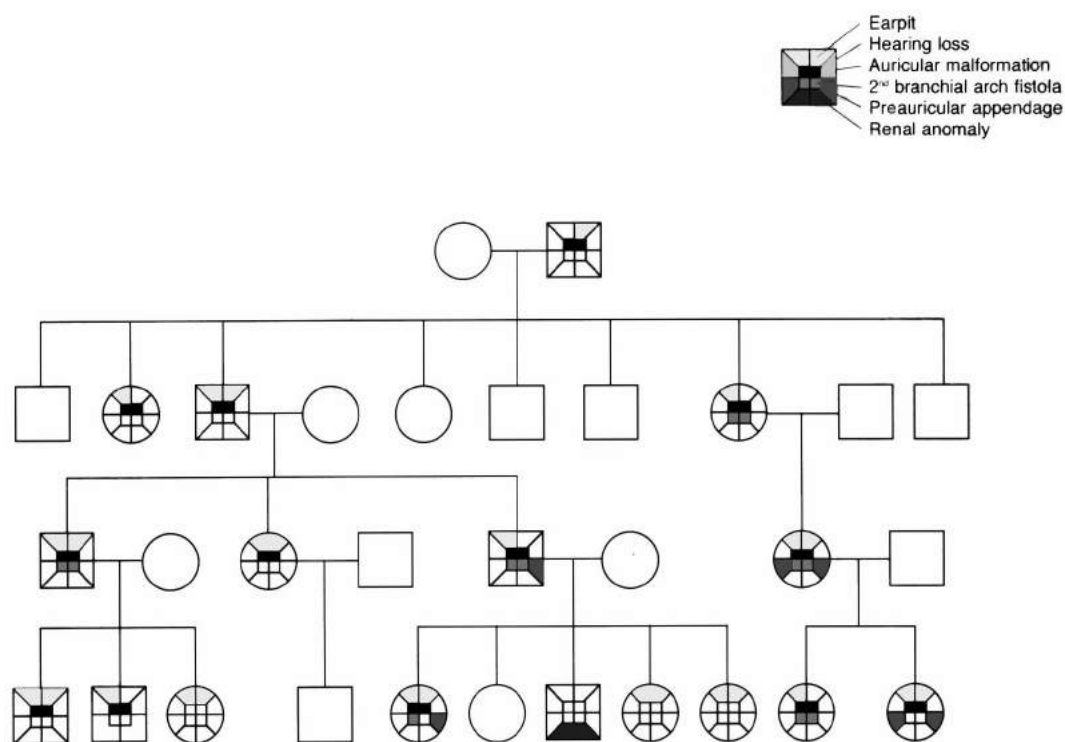 Earpit
Hearing loss
Auricular malformation
2nd branchial arch fistola
Preauricular appendage
Renal anomaly